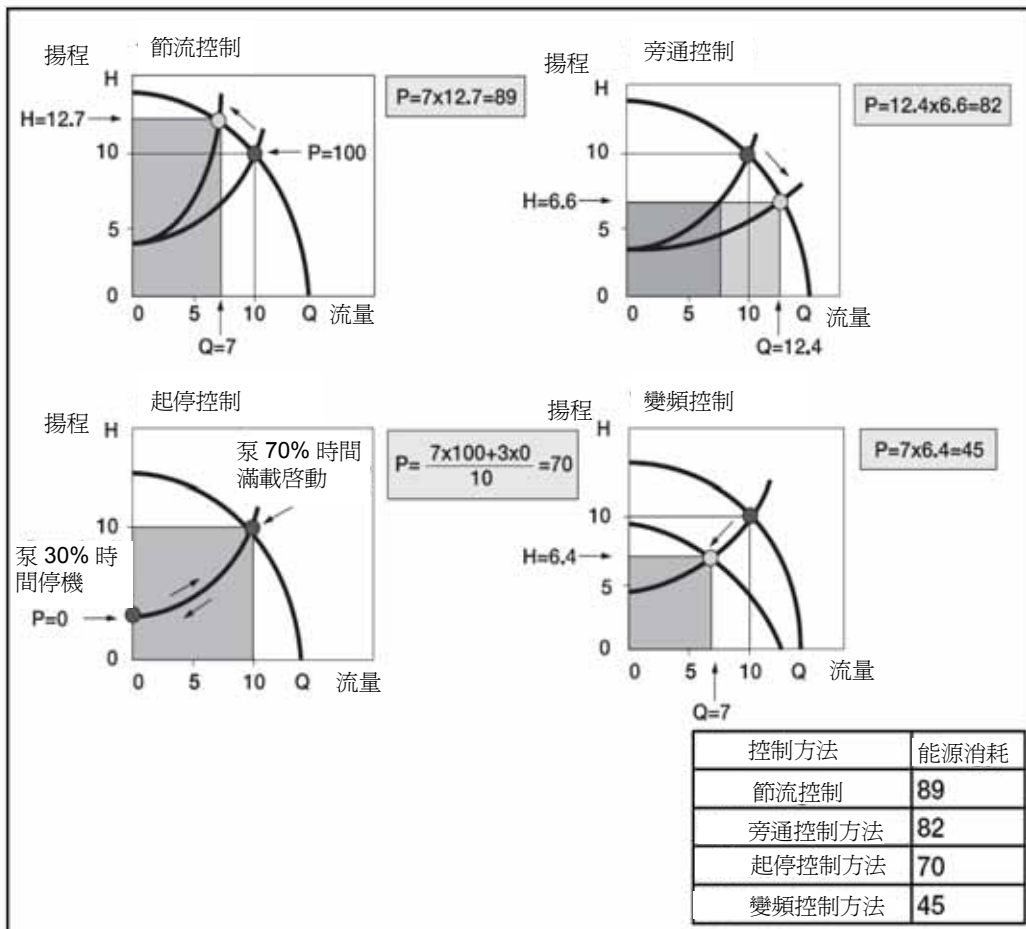 節流控制
揚程
H
H=12.7
10
5
0
P=100
0 5 10 Q 流量
Q=7
P=7x12.7=89
旁通控制
揚程
H
10
H=6.6
5
0
0 5 10 Q 流量
Q=12.4
P=12.4x6.6=82
起停控制
揚程
H
泵 70% 時間
滿載啓動
10
泵 30% 時
間停機
P=0
0
0 5 10 Q 流量
P= 7x100+3x0 =70
10
變頻控制
揚程
H
10
H=6.4
5
0
0 5 10 Q 流量
Q=7
P=7x6.4=45
控制方法 能源消耗
節流控制 89
旁通控制方法 82
起停控制方法 70
變頻控制方法 45